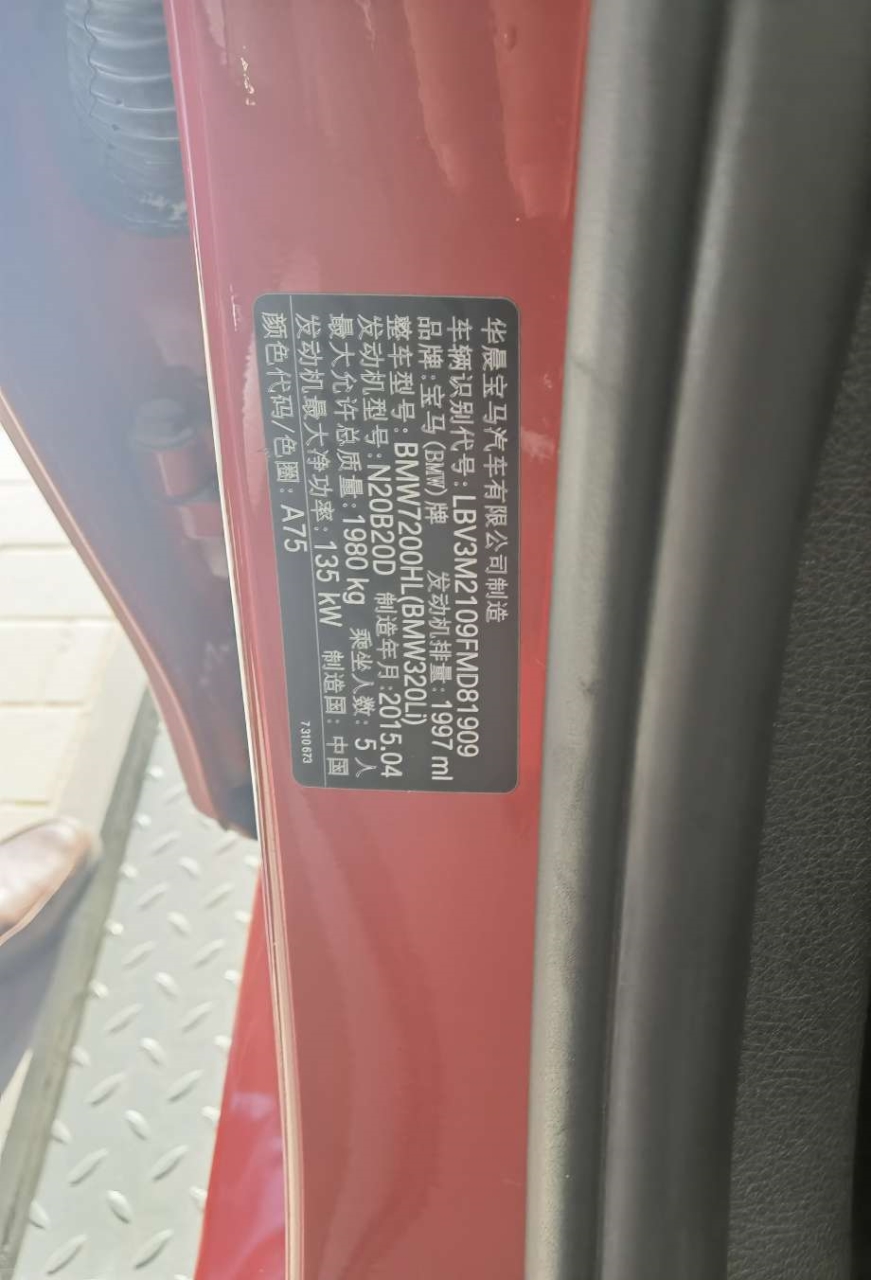 华晨宝马汽车有限公司制造
车辆识别代号:LBV3M2109FMD81909
品牌:宝马(BMW)牌 发动机排量:1997 ml
整车型号:BMW7200HL(BMW320Li)
发动机型号:N20B20D 制造年月:2015.04
最大允许总质量:1980 kg 乘坐人数:5人
发动机最大净功率:135 kW 制造国:中国
颜色代码/色圈:A75 7310673